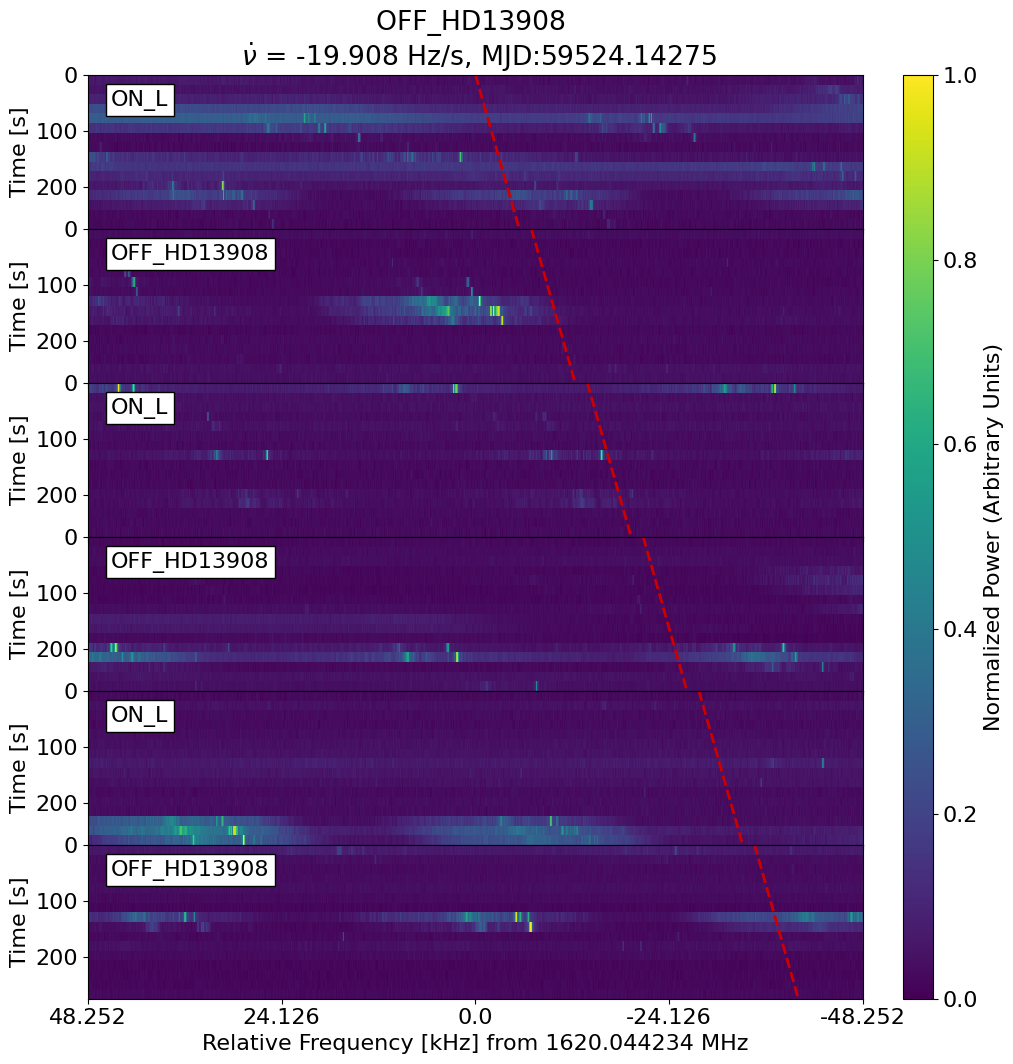 OFF_HD13908
ν̇ = -19.908 Hz/s, MJD:59524.14275
0
ON_L
100
200
Time [s]
0
OFF_HD13908
100
200
Time [s]
0
ON_L
100
200
Time [s]
0
OFF_HD13908
100
200
Time [s]
0
ON_L
100
200
Time [s]
0
OFF_HD13908
100
200
Time [s]
48.252 24.126 0.0 -24.126 -48.252
Relative Frequency [kHz] from 1620.044234 MHz
1.0
0.8
0.6
0.4
0.2
0.0
Normalized Power (Arbitrary Units)